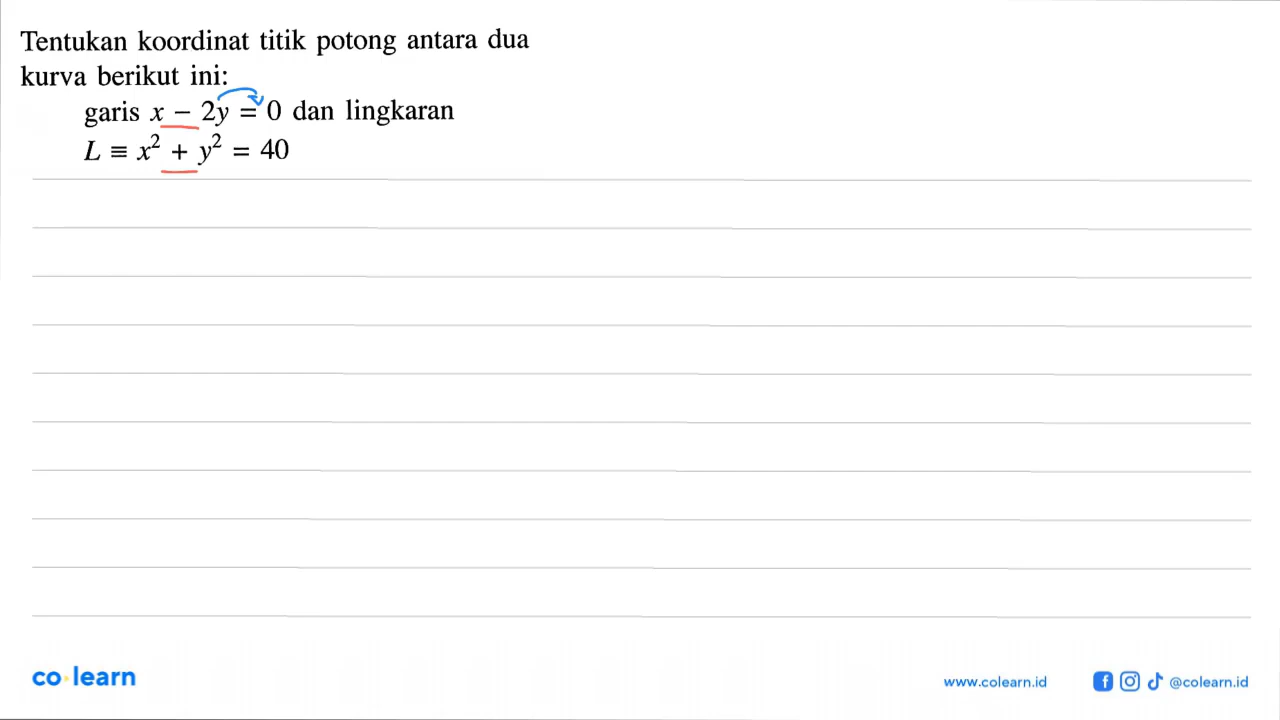 Tentukan koordinat titik potong antara dua
kurva berikut ini:
garis x − 2y = 0 dan lingkaran
L ≡ x² + y² = 40
co learn
www.colearn.id @colearn.id